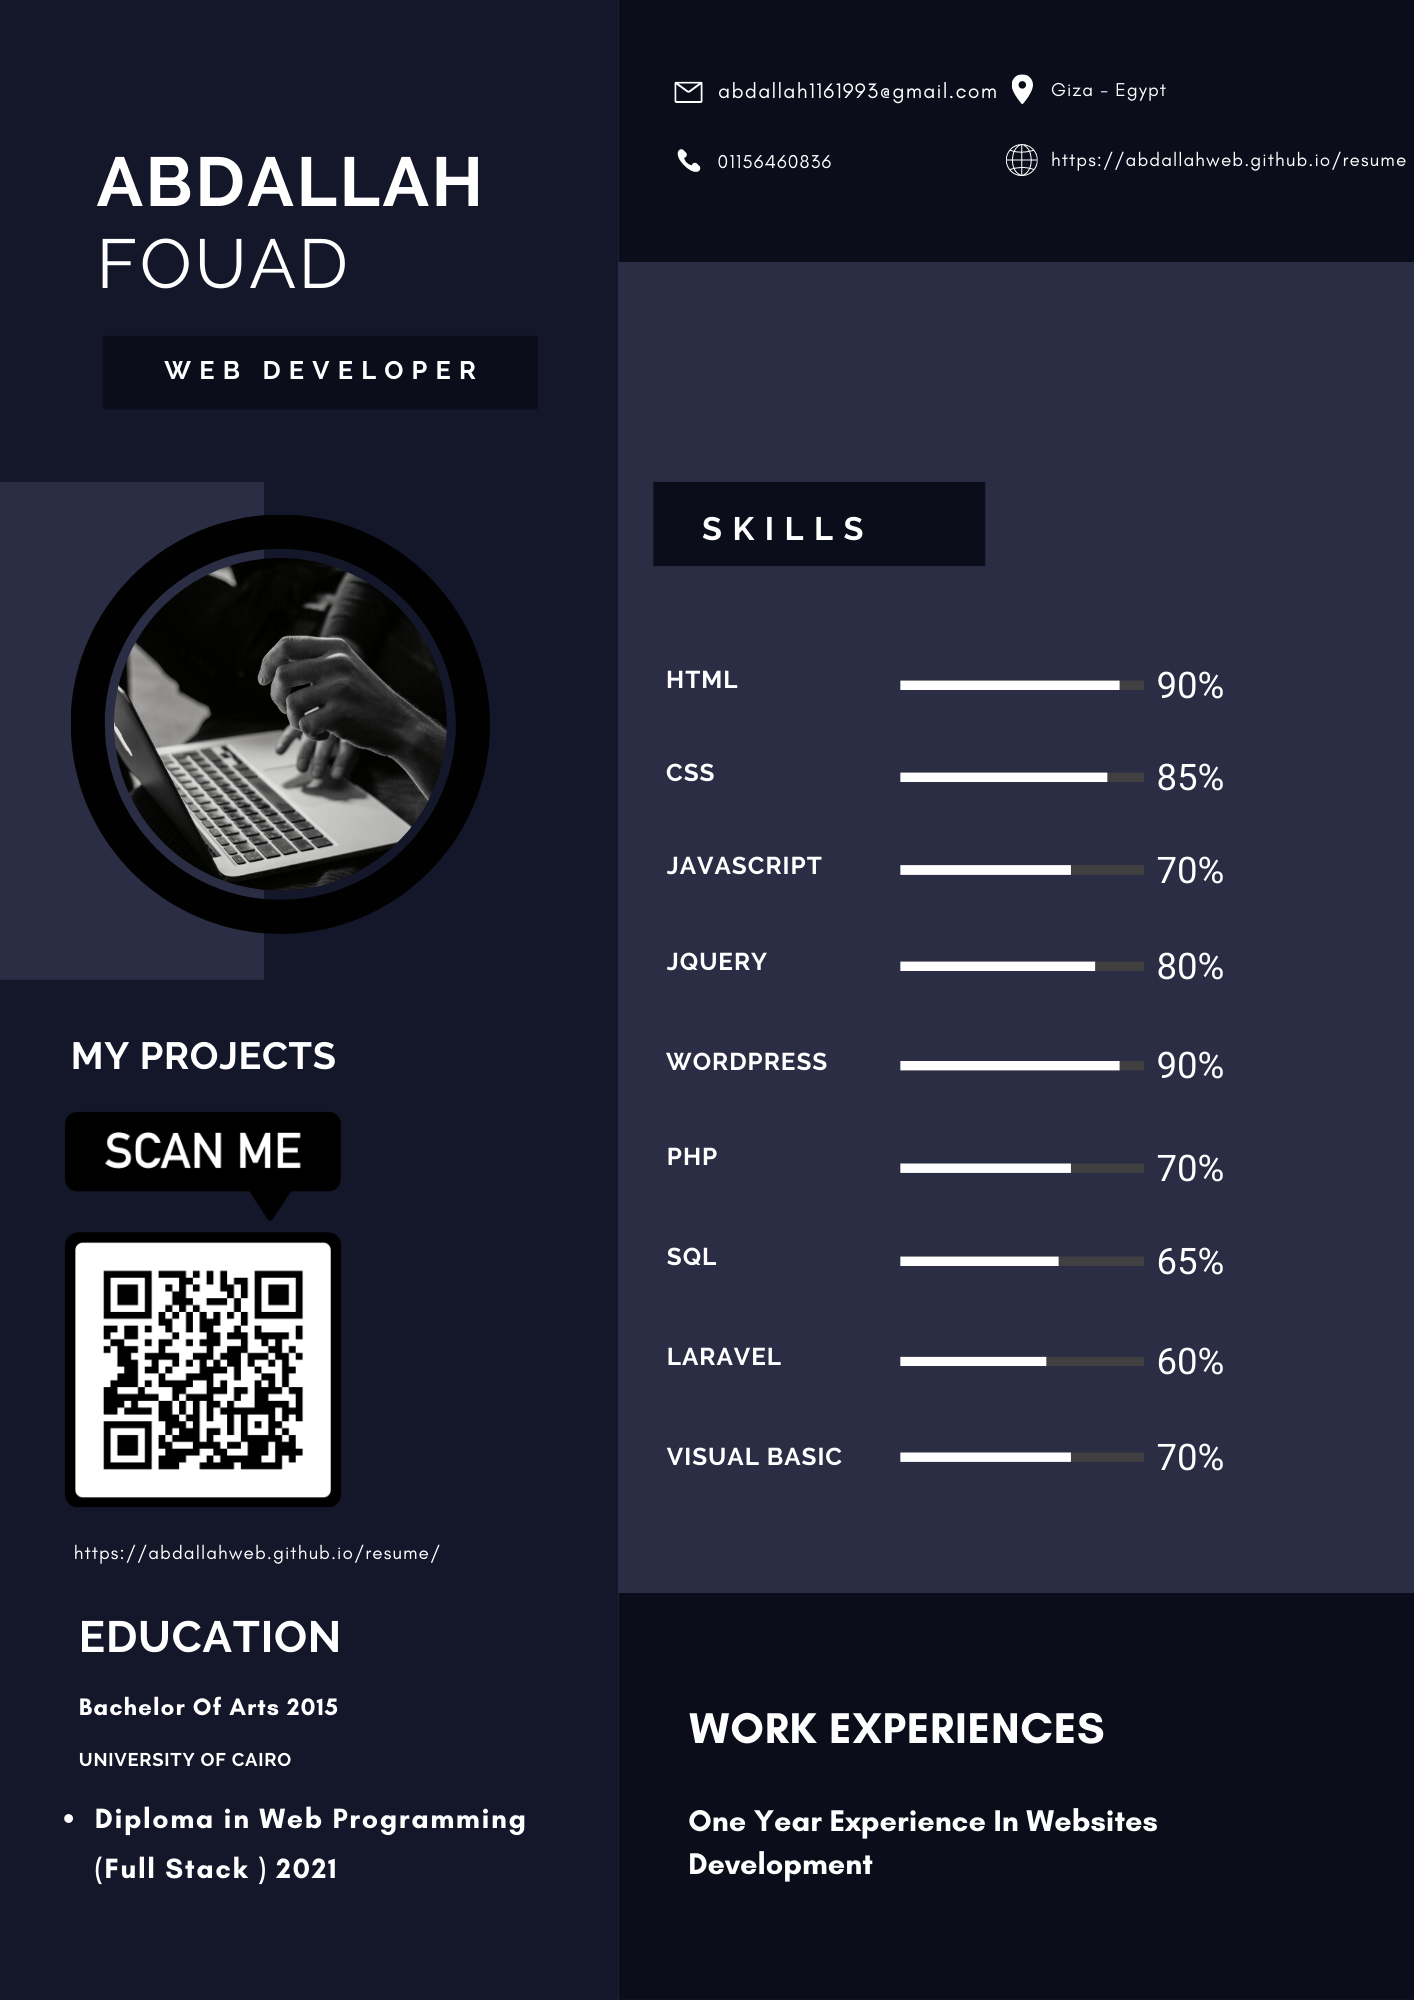 ABDALLAH
FOUAD
WEB DEVELOPER
abdallah1161993@gmail.com
Giza - Egypt
01156460836
https://abdallahweb.github.io/resume
MY PROJECTS
SCAN ME
https://abdallahweb.github.io/resume/
EDUCATION
Bachelor Of Arts 2015
UNIVERSITY OF CAIRO
• Diploma in Web Programming
(Full Stack ) 2021
SKILLS
HTML 90%
CSS 85%
JAVASCRIPT 70%
JQUERY 80%
WORDPRESS 90%
PHP 70%
SQL 65%
LARAVEL 60%
VISUAL BASIC 70%
WORK EXPERIENCES
One Year Experience In Websites
Development